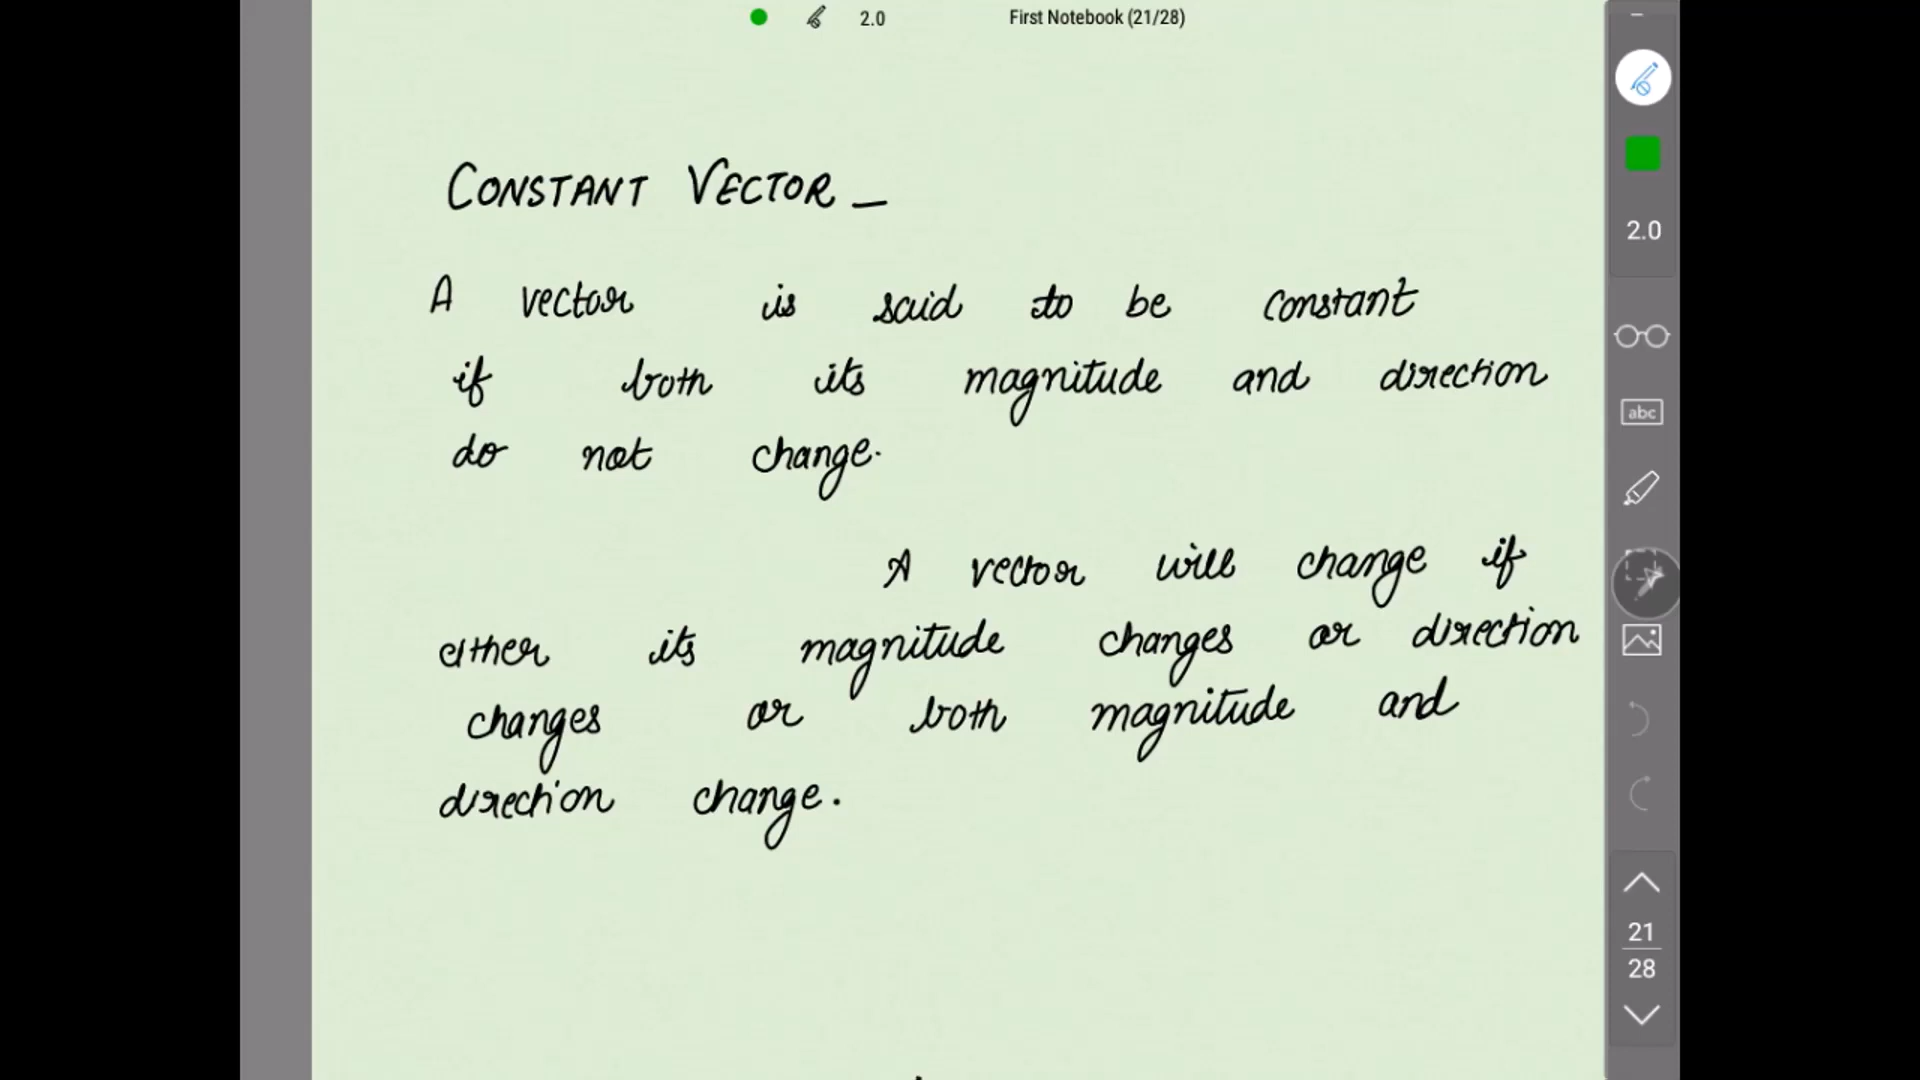 2.0 First Notebook (21/28)
CONSTANT VECTOR_
2.0
A vector is said to be constant
if both its magnitude and direction
abc
do not change.
A vector will change if
either its magnitude changes or direction
changes or both magnitude and
direction change.
21
28